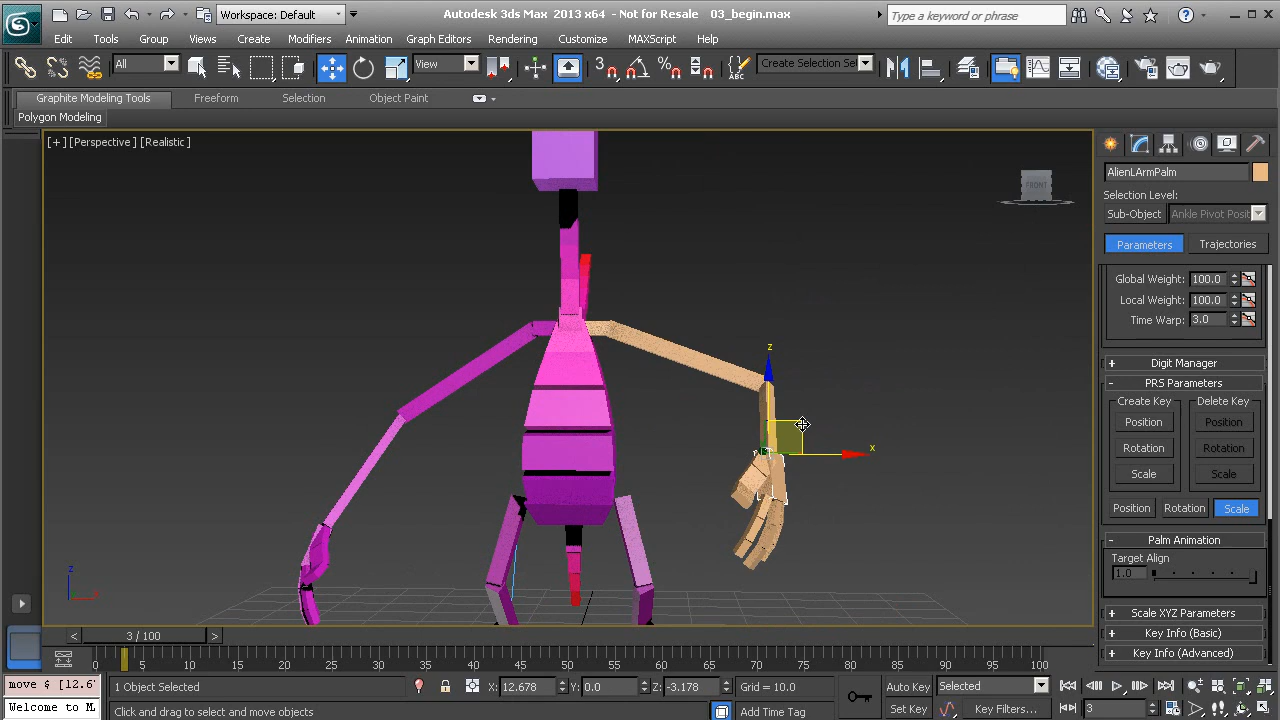 Workspace: Default
Autodesk 3ds Max 2013 x64 - Not for Resale 03_begin.max
Type a keyword or phrase
Edit Tools Group Views Create Modifiers Animation Graph Editors Rendering Customize MAXScript Help
All View Create Selection Se
Graphite Modeling Tools Freeform Selection Object Paint
Polygon Modeling
[+] [Perspective] [Realistic]
FRONT
AlienLArmPalm
Selection Level:
Sub-Object Ankle Pivot Posit
Parameters Trajectories
Global Weight: 100.0
Local Weight: 100.0
Time Warp: 3.0
+ Digit Manager
- PRS Parameters
Create Key Delete Key
Position Position
Rotation Rotation
Scale Scale
Position Rotation Scale
- Palm Animation
Target Align
1.0
+ Scale XYZ Parameters
+ Key Info (Basic)
+ Key Info (Advanced)
z
x
z
< 3 / 100 >
0 5 10 15 20 25 30 35 40 45 50 55 60 65 70 75 80 85 90 95 100
move $ [12.6'
1 Object Selected
X: 12.678 Y: 0.0 Z: -3.178
Grid = 10.0
Auto Key Selected
Welcome to M
Click and drag to select and move objects
Add Time Tag
Set Key Key Filters...
3